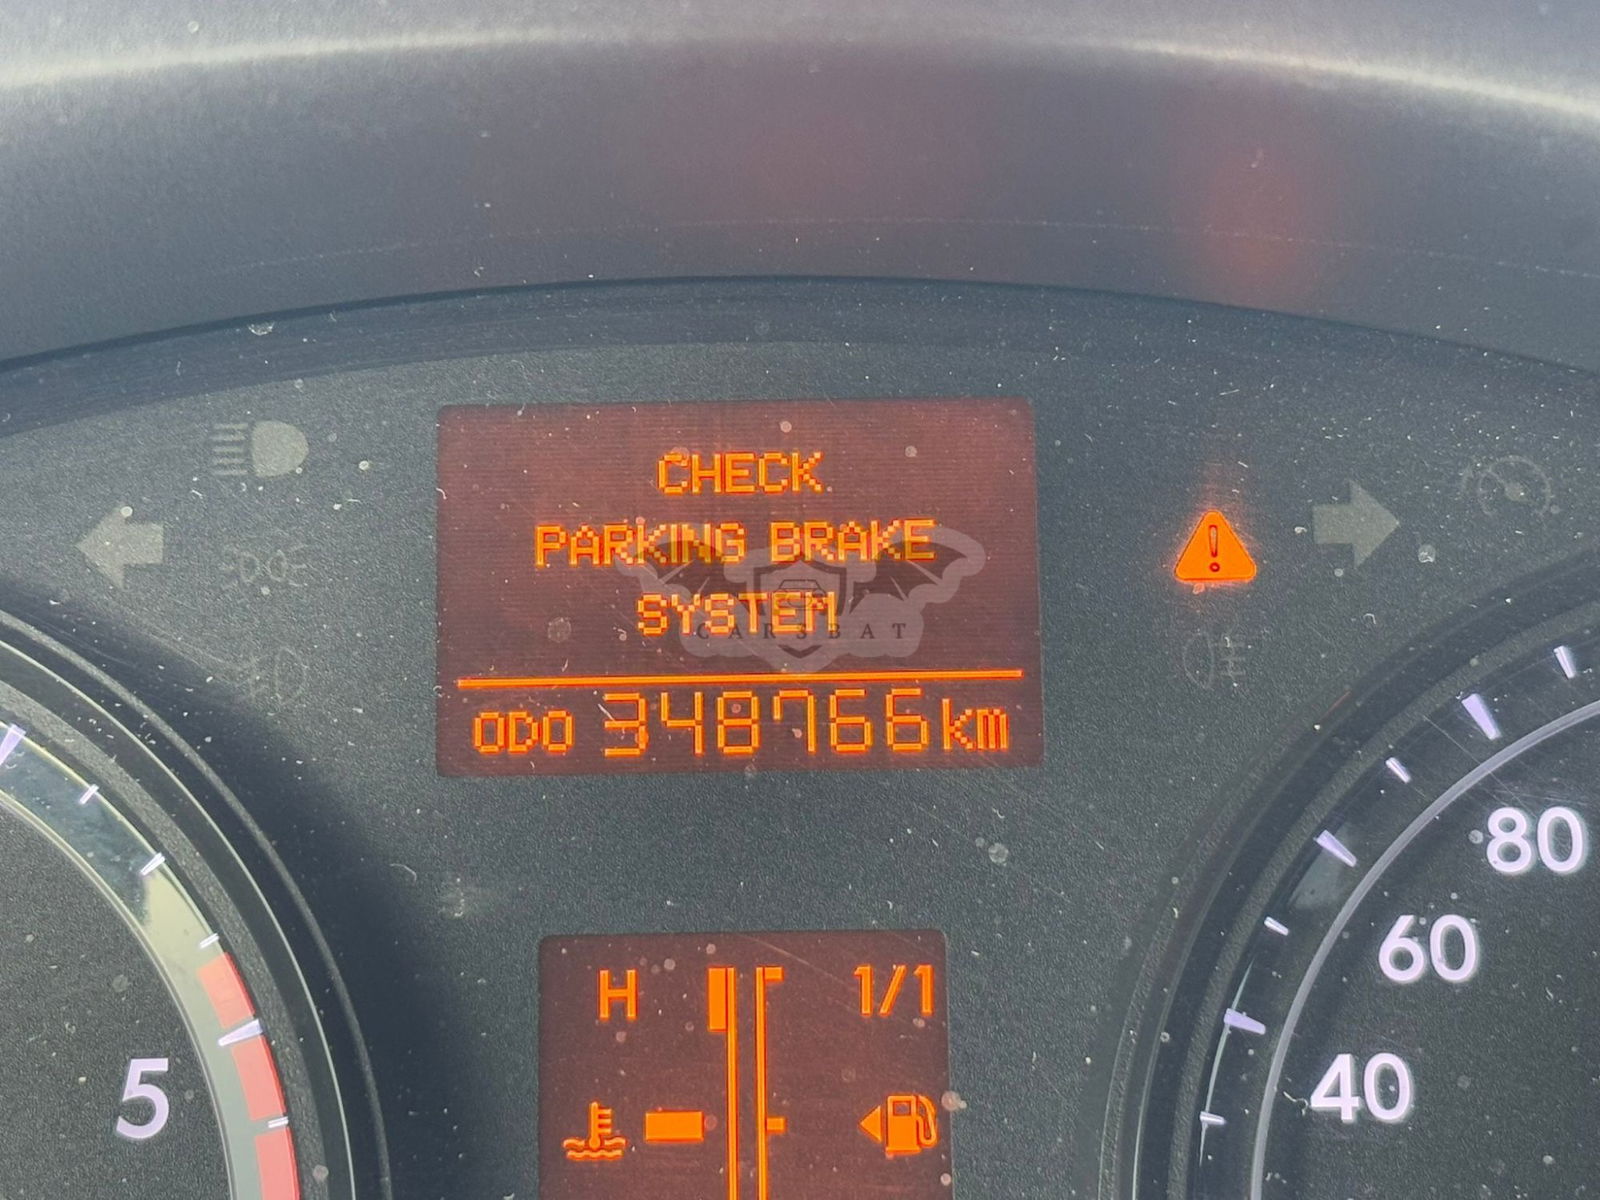 CHECK
PARKING BRAKE
SYSTEM
CARSBAT
ODO 348766km
H 1/1
5
80
60
40